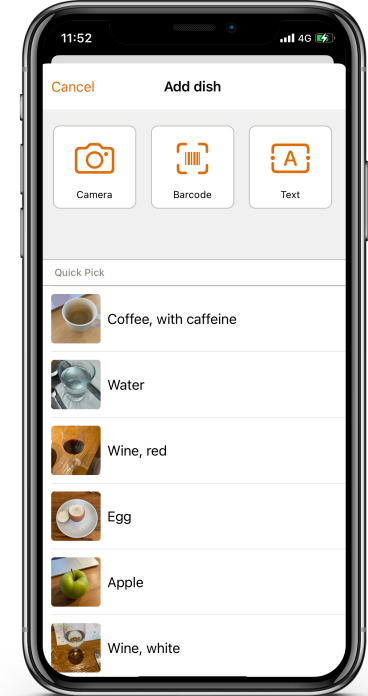 11:52
4G
Cancel
Add dish
A
Camera
Barcode
Text
Quick Pick
Coffee, with caffeine
Water
Wine, red
Egg
Apple
Wine, white